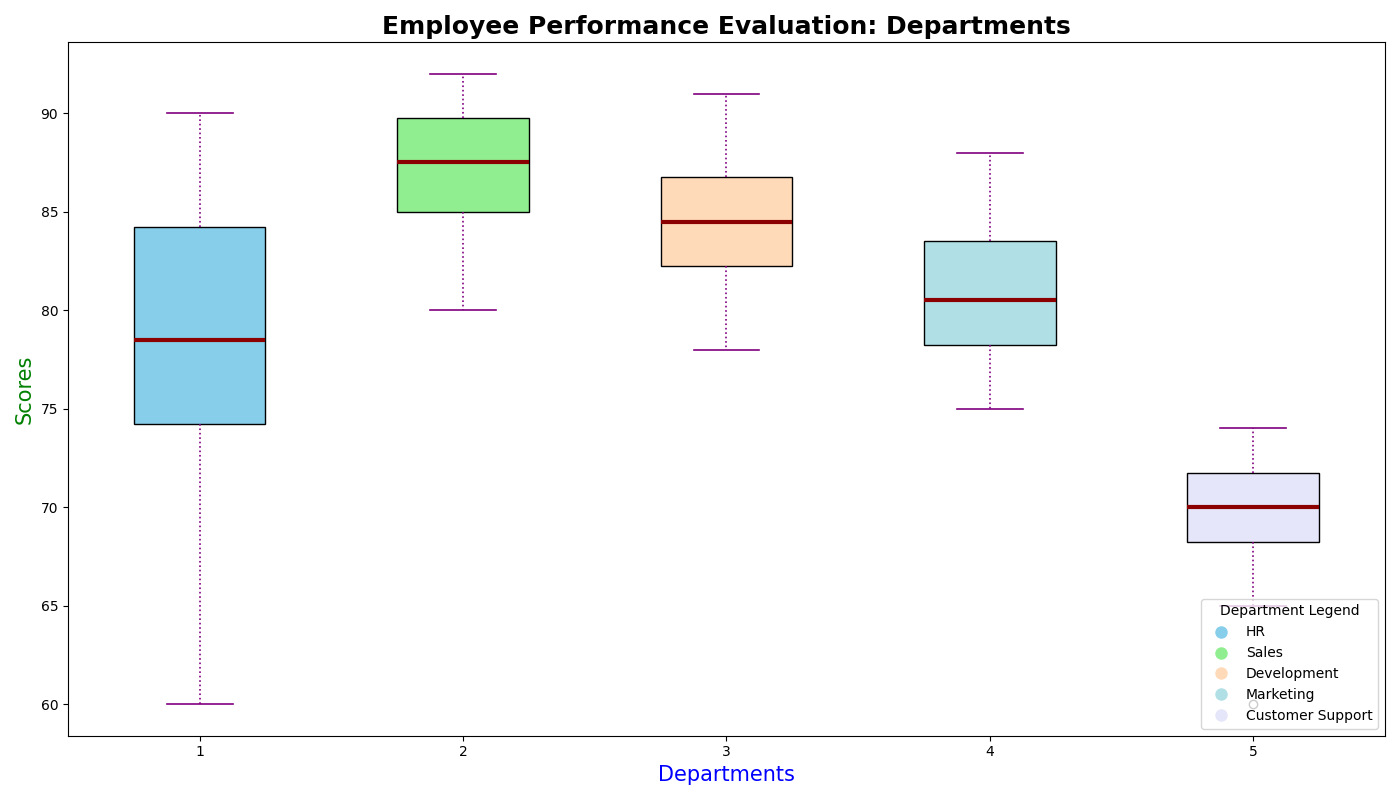 Employee Performance Evaluation: Departments
Scores
90
85
80
75
70
65
60
Department Legend
HR
Sales
Development
Marketing
Customer Support
1 2 3 4 5
Departments